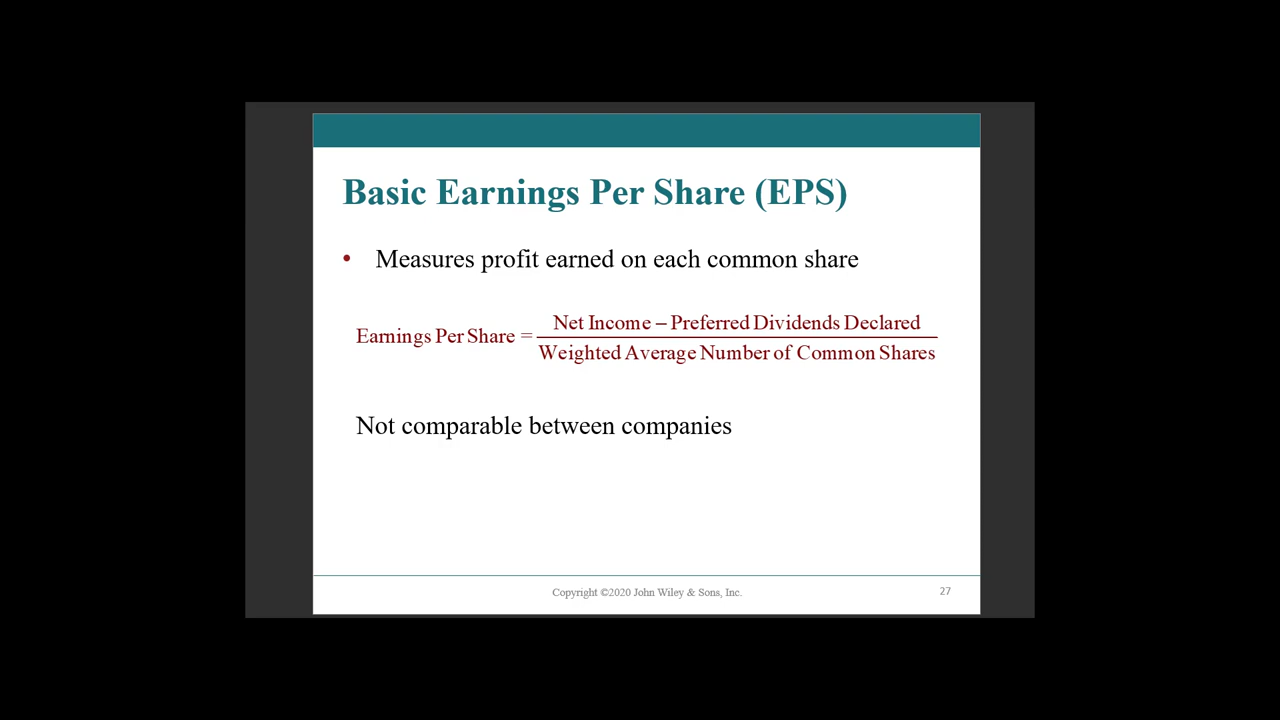 Basic Earnings Per Share (EPS)
• Measures profit earned on each common share
Earnings Per Share = Net Income – Preferred Dividends Declared
Weighted Average Number of Common Shares
Not comparable between companies
Copyright ©2020 John Wiley & Sons, Inc.
27